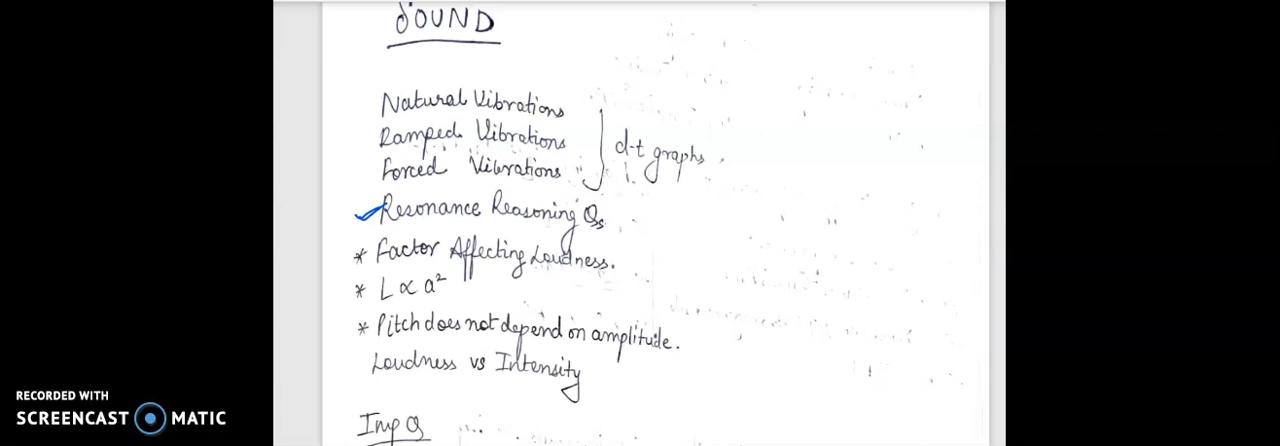 SOUND
Natural Vibrations
Damped Vibrations
Forced Vibrations
d-t graphs
Resonance Reasoning Qs
* Factor Affecting Loudness.
* L ∝ a²
* Pitch does not depend on amplitude.
Loudness vs Intensity
Imp Q
RECORDED WITH
SCREENCAST MATIC